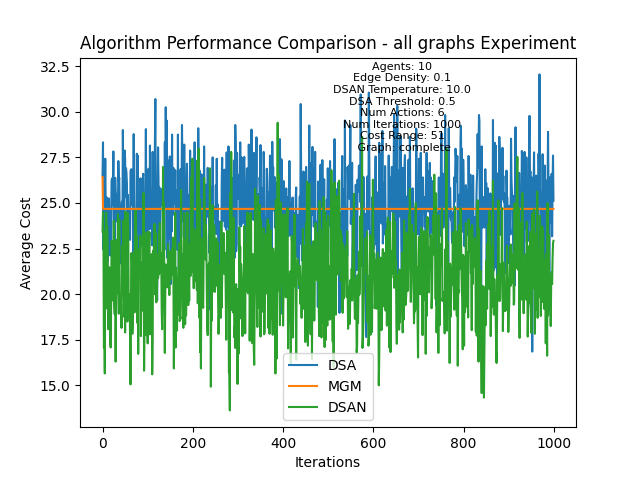 Algorithm Performance Comparison - all graphs Experiment
Agents: 10
Edge Density: 0.1
DSAN Temperature: 10.0
DSA Threshold: 0.5
Num Actions: 6
Num Iterations: 1000
Cost Range: 51
Graph: complete
32.5
30.0
27.5
25.0
22.5
20.0
17.5
15.0
Average Cost
DSA
MGM
DSAN
0
200
400
600
800
1000
Iterations